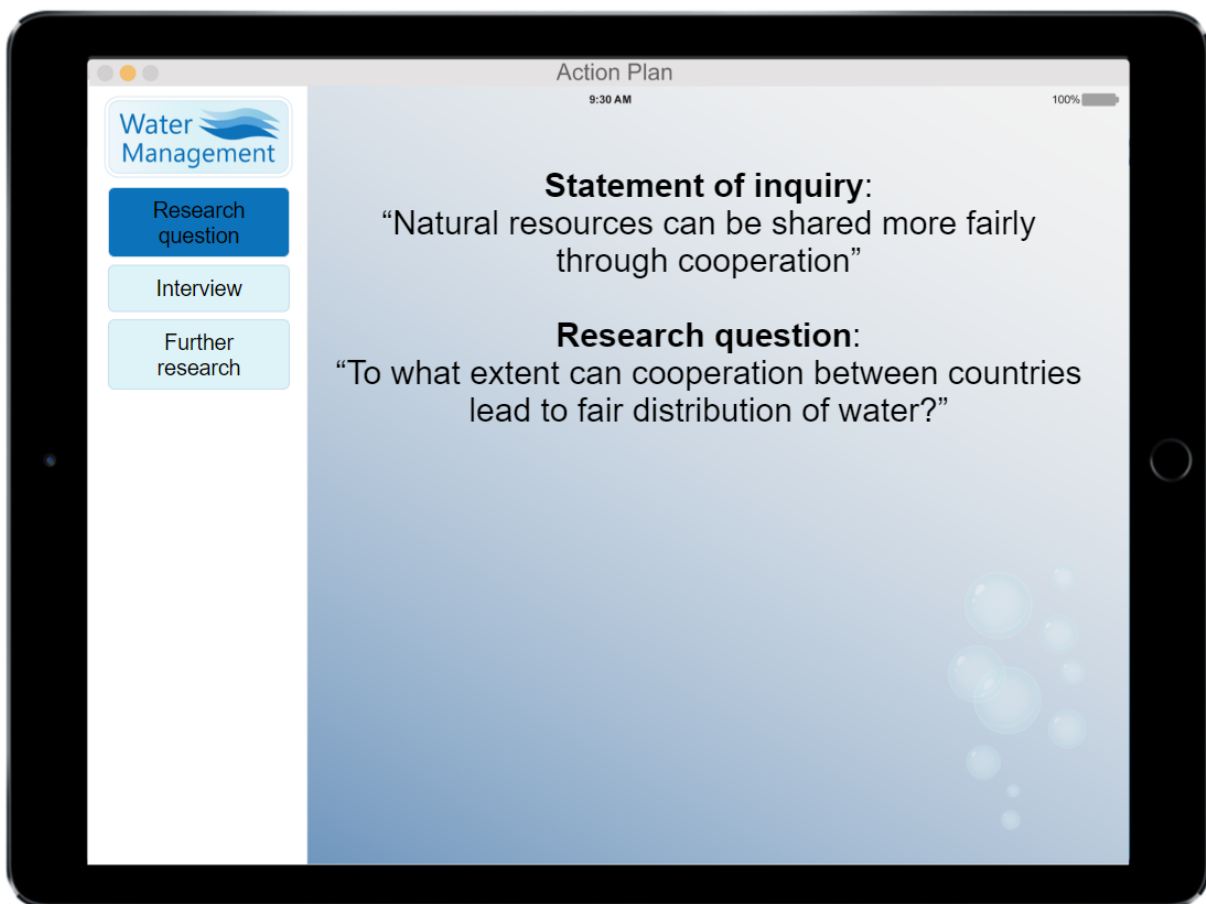 Action Plan
9:30 AM
100%
Water
Management
Research
question
Interview
Further
research
Statement of inquiry:
“Natural resources can be shared more fairly
through cooperation”
Research question:
“To what extent can cooperation between countries
lead to fair distribution of water?”